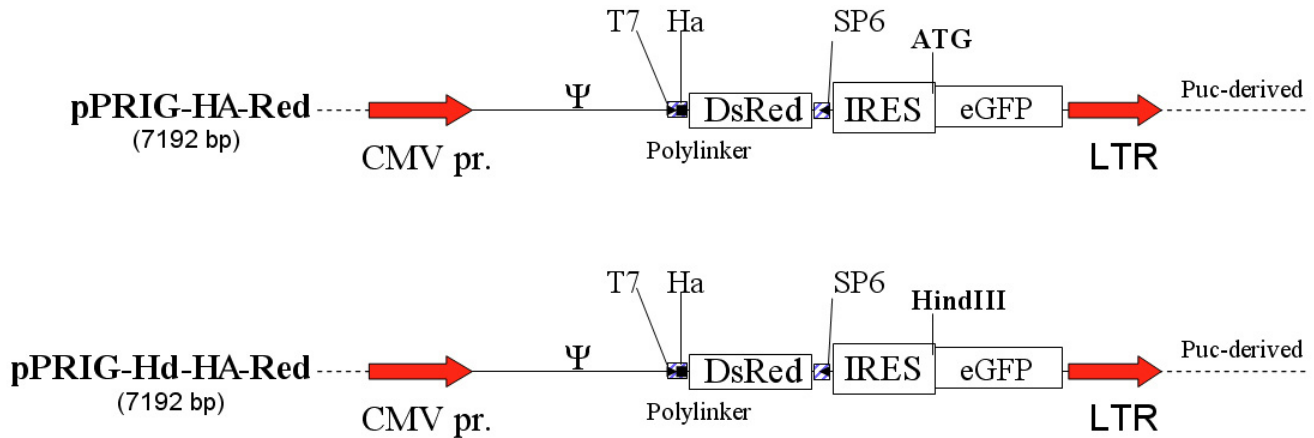 T7 Ha SP6
ATG
pPRIG-HA-Red Ψ DsRed IRES eGFP Puc-derived
(7192 bp)
CMV pr. Polylinker LTR
T7 Ha SP6
HindIII
pPRIG-Hd-HA-Red Ψ DsRed IRES eGFP Puc-derived
(7192 bp)
CMV pr. Polylinker LTR